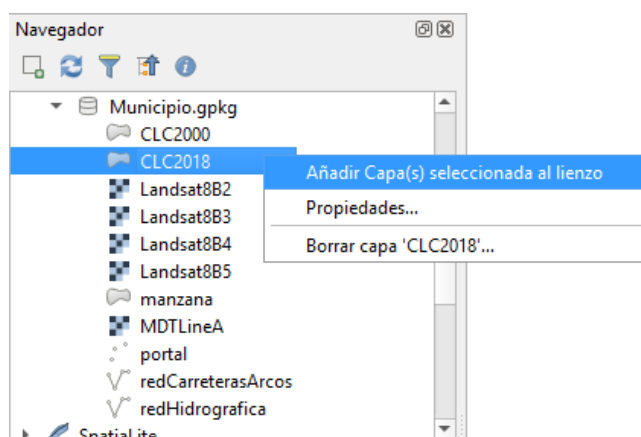 Navegador
Municipio.gpkg
CLC2000
CLC2018
Añadir Capa(s) seleccionada al lienzo
Landsat8B2
Propiedades...
Landsat8B3
Landsat8B4
Borrar capa 'CLC2018'...
Landsat8B5
manzana
MDTLineA
portal
redCarreterasArcos
redHidrografica
SpatiaLite